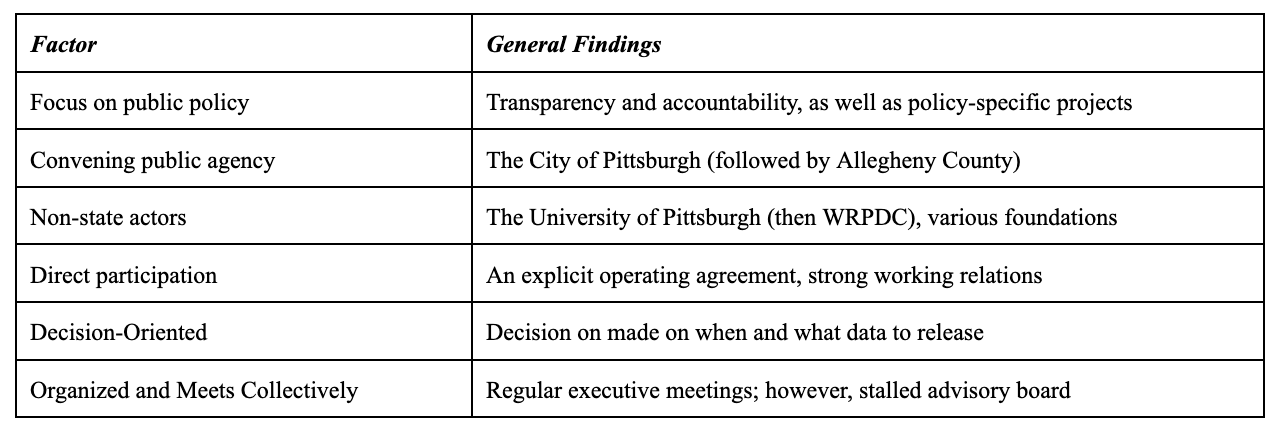 Factor General Findings
Focus on public policy Transparency and accountability, as well as policy-specific projects
Convening public agency The City of Pittsburgh (followed by Allegheny County)
Non-state actors The University of Pittsburgh (then WRPDC), various foundations
Direct participation An explicit operating agreement, strong working relations
Decision-Oriented Decision on made on when and what data to release
Organized and Meets Collectively Regular executive meetings; however, stalled advisory board